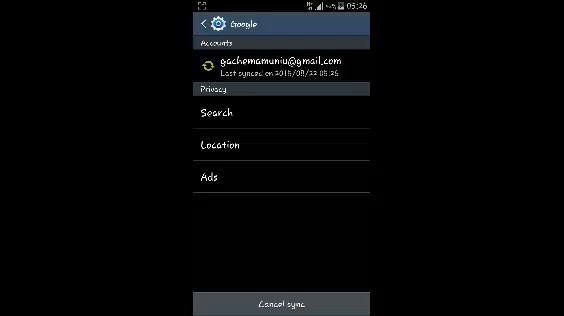 05:26
Google
Accounts
gachemamuniu@gmail.com
Last synced on 2015/08/22 05:26
Privacy
Search
Location
Ads
Cancel sync